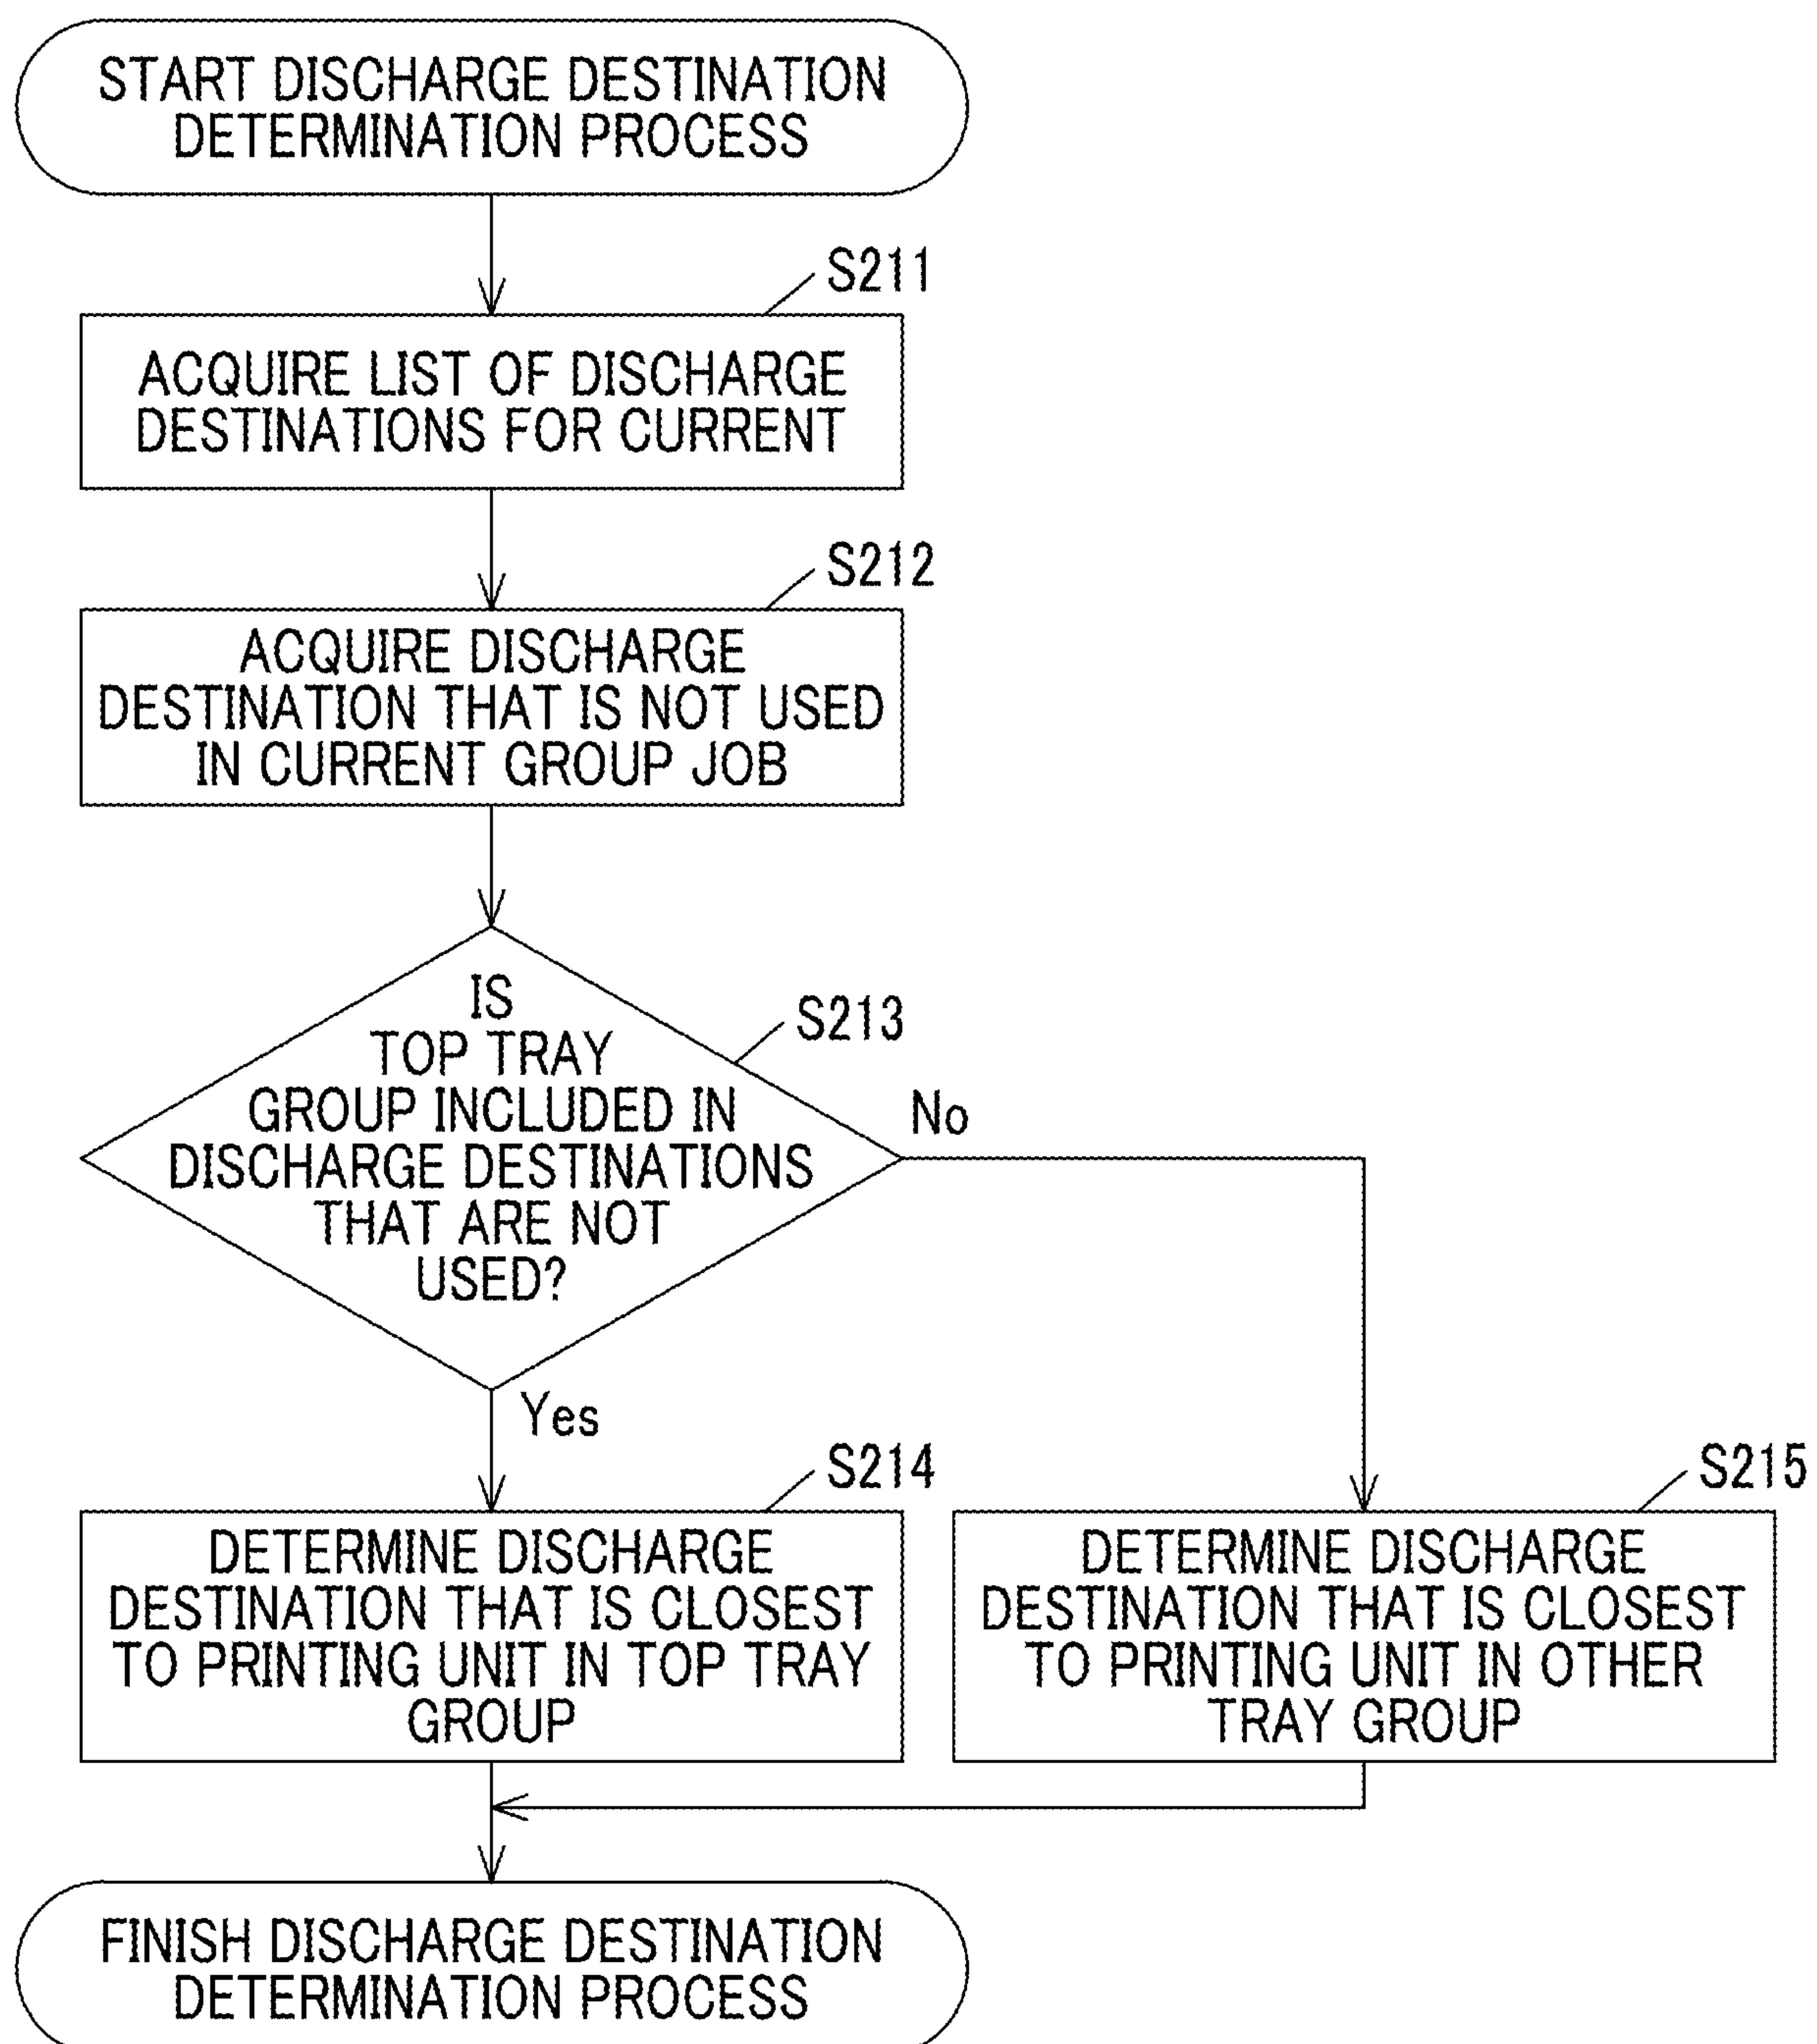 START DISCHARGE DESTINATION
DETERMINATION PROCESS
S211
ACQUIRE LIST OF DISCHARGE
DESTINATIONS FOR CURRENT
S212
ACQUIRE DISCHARGE
DESTINATION THAT IS NOT USED
IN CURRENT GROUP JOB
S213
IS
TOP TRAY
GROUP INCLUDED IN
DISCHARGE DESTINATIONS
THAT ARE NOT
USED?
No
Yes
S214
DETERMINE DISCHARGE
DESTINATION THAT IS CLOSEST
TO PRINTING UNIT IN TOP TRAY
GROUP
S215
DETERMINE DISCHARGE
DESTINATION THAT IS CLOSEST
TO PRINTING UNIT IN OTHER
TRAY GROUP
FINISH DISCHARGE DESTINATION
DETERMINATION PROCESS